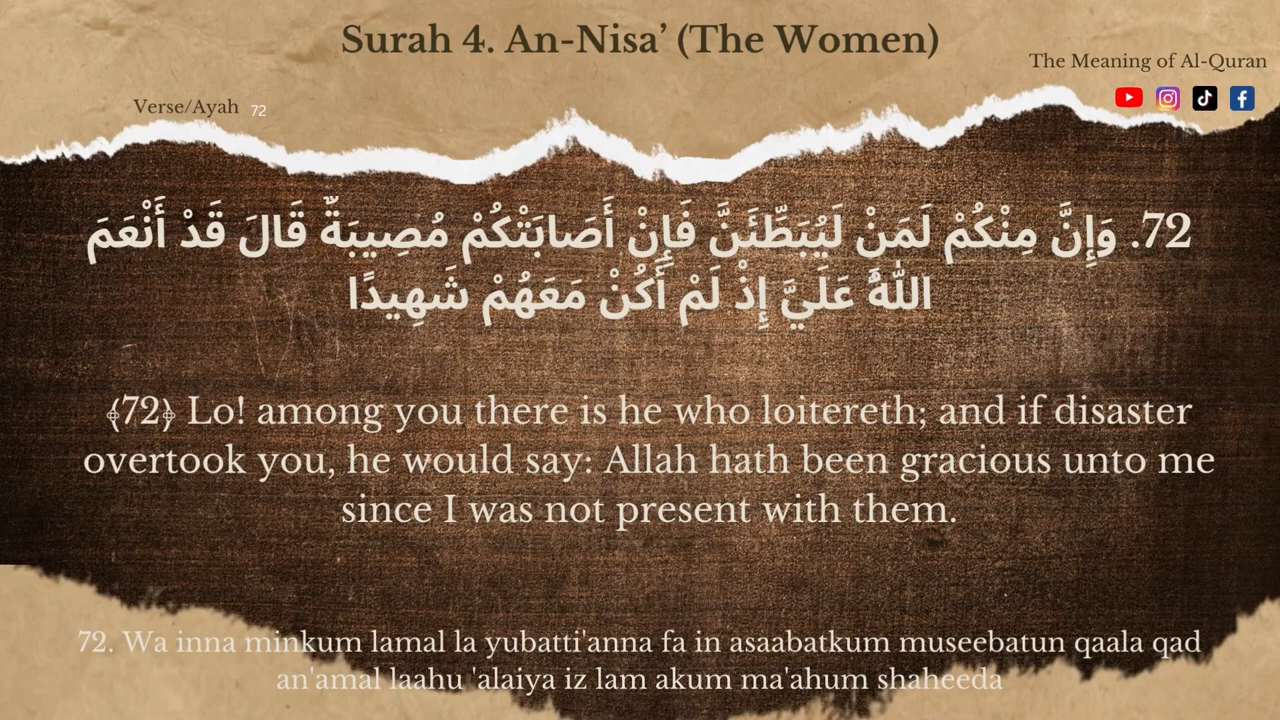 Surah 4. An-Nisa’ (The Women)
The Meaning of Al-Quran
Verse/Ayah 72
72. وَإِنَّ مِنْكُمْ لَمَنْ لَيُبَطِّئَنَّ فَإِنْ أَصَابَتْكُمْ مُصِيبَةٌ قَالَ قَدْ أَنْعَمَ
اللَّهُ عَلَيَّ إِذْ لَمْ أَكُنْ مَعَهُمْ شَهِيدًا
﴾72﴿ Lo! among you there is he who loitereth; and if disaster
overtook you, he would say: Allah hath been gracious unto me
since I was not present with them.
72. Wa inna minkum lamal la yubatti'anna fa in asaabatkum museebatun qaala qad
an'amal laahu 'alaiya iz lam akum ma'ahum shaheeda